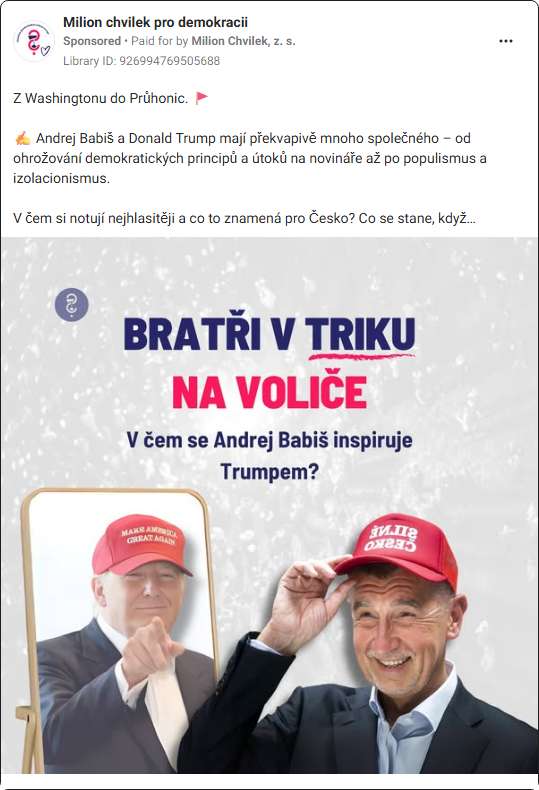 Milion chvilek pro demokracii
Sponsored • Paid for by Milion Chvilek, z. s.
Library ID: 926994769505688
Z Washingtonu do Průhonic. 🚩
✍️ Andrej Babiš a Donald Trump mají překvapivě mnoho společného – od
ohrožování demokratických principů a útoků na novináře až po populismus a
izolacionismus.
V čem si notují nejhlasitěji a co to znamená pro Česko? Co se stane, když...
BRATŘI V TRIKU
NA VOLIČE
V čem se Andrej Babiš inspiruje
Trumpem?
MAKE AMERICA
GREAT AGAIN
SILNÉ
ČESKO